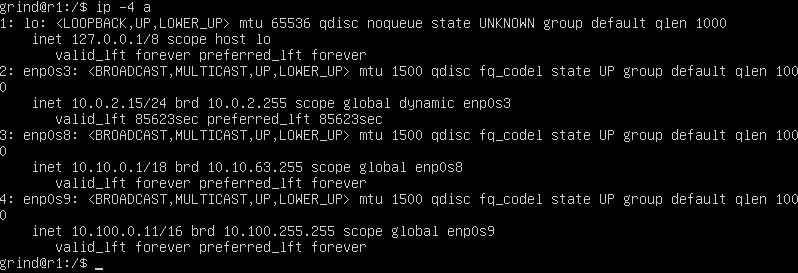 grind@r1:/$ ip -4 a
1: lo: <LOOPBACK,UP,LOWER_UP> mtu 65536 qdisc noqueue state UNKNOWN group default qlen 1000
    inet 127.0.0.1/8 scope host lo
       valid_lft forever preferred_lft forever
2: enp0s3: <BROADCAST,MULTICAST,UP,LOWER_UP> mtu 1500 qdisc fq_codel state UP group default qlen 100
0
    inet 10.0.2.15/24 brd 10.0.2.255 scope global dynamic enp0s3
       valid_lft 85623sec preferred_lft 85623sec
3: enp0s8: <BROADCAST,MULTICAST,UP,LOWER_UP> mtu 1500 qdisc fq_codel state UP group default qlen 100
0
    inet 10.10.0.1/18 brd 10.10.63.255 scope global enp0s8
       valid_lft forever preferred_lft forever
4: enp0s9: <BROADCAST,MULTICAST,UP,LOWER_UP> mtu 1500 qdisc fq_codel state UP group default qlen 100
0
    inet 10.100.0.11/16 brd 10.100.255.255 scope global enp0s9
       valid_lft forever preferred_lft forever
grind@r1:/$ _